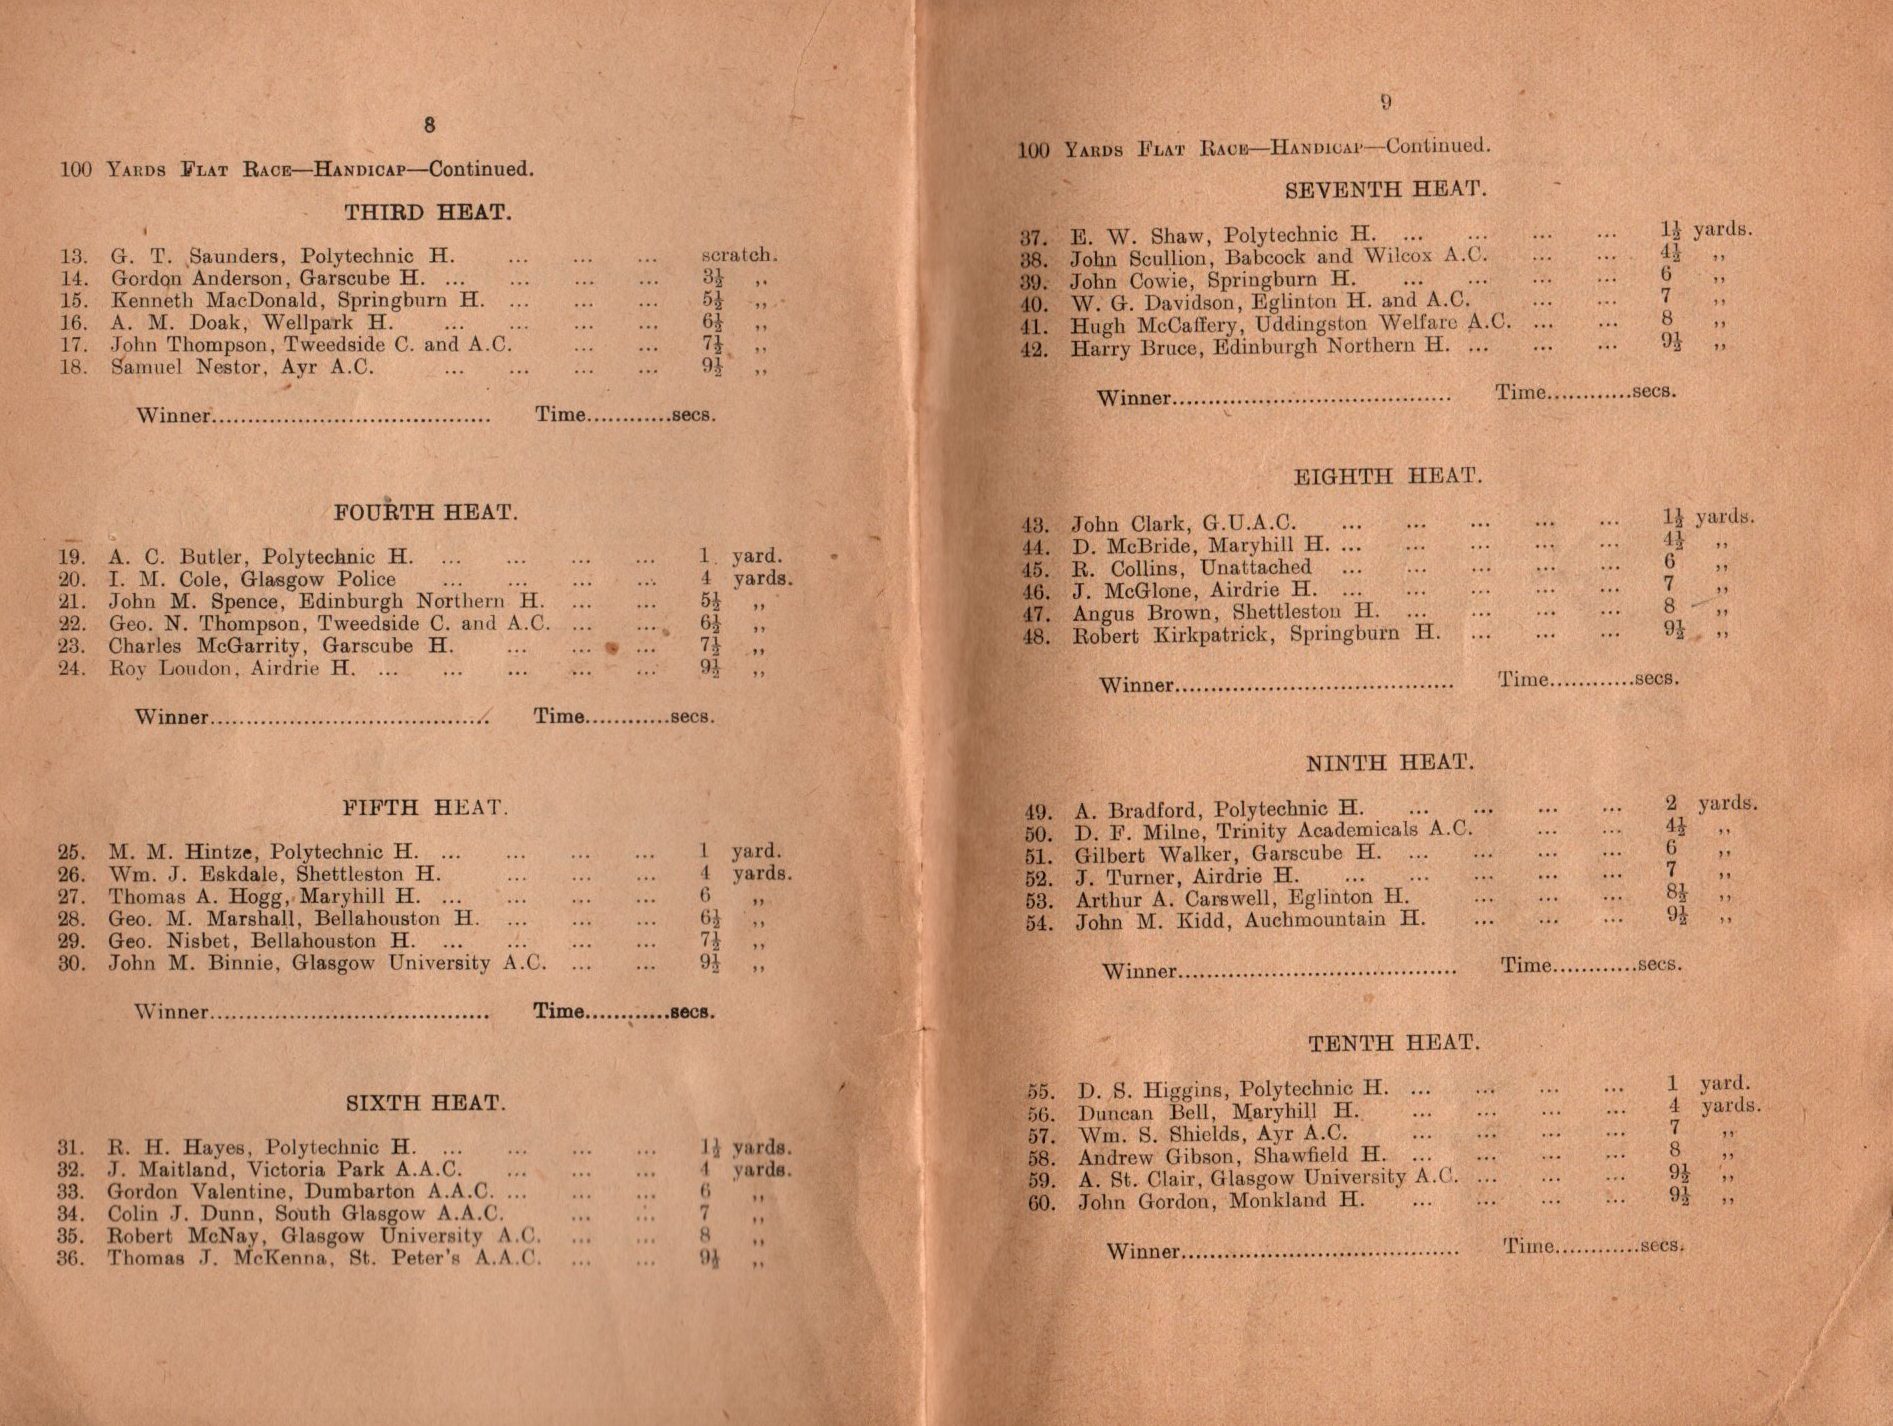 8
100 YARDS FLAT RACE—HANDICAP—Continued.
THIRD HEAT.
13. G. T. Saunders, Polytechnic H. ... ... ... scratch.
14. Gordon Anderson, Garscube H. ... ... ... ... 3½ ,,
15. Kenneth MacDonald, Springburn H. ... ... ... 5½ ,,
16. A. M. Doak, Wellpark H. ... ... ... ... 6½ ,,
17. John Thompson, Tweedside C. and A.C. ... ... 7½ ,,
18. Samuel Nestor, Ayr A.C. ... ... ... ... 9½ ,,
Winner..................................... Time............secs.
FOURTH HEAT.
19. A. C. Butler, Polytechnic H. ... ... ... ... 1 yard.
20. I. M. Cole, Glasgow Police ... ... ... ... 4 yards.
21. John M. Spence, Edinburgh Northern H. ... ... 5½ ,,
22. Geo. N. Thompson, Tweedside C. and A.C. ... ... 6½ ,,
23. Charles McGarrity, Garscube H. ... ... ... 7½ ,,
24. Roy Loudon, Airdrie H. ... ... ... ... ... 9½ ,,
Winner..................................... Time............secs.
FIFTH HEAT.
25. M. M. Hintze, Polytechnic H. ... ... ... ... 1 yard.
26. Wm. J. Eskdale, Shettleston H. ... ... ... 4 yards.
27. Thomas A. Hogg, Maryhill H. ... ... ... ... 6 ,,
28. Geo. M. Marshall, Bellahouston H. ... ... ... 6½ ,,
29. Geo. Nisbet, Bellahouston H. ... ... ... ... 7½ ,,
30. John M. Binnie, Glasgow University A.C. ... ... 9½ ,,
Winner..................................... Time............secs.
SIXTH HEAT.
31. R. H. Hayes, Polytechnic H. ... ... ... ... 1½ yards.
32. J. Maitland, Victoria Park A.A.C. ... ... ... 4 yards.
33. Gordon Valentine, Dumbarton A.A.C. ... ... ... 6 ,,
34. Colin J. Dunn, South Glasgow A.A.C. ... ... 7 ,,
35. Robert McNay, Glasgow University A.C. ... ... 8 ,,
36. Thomas J. McKenna, St. Peter's A.A.C. ... ... 9½ ,,
9
100 YARDS FLAT RACE—HANDICAP—Continued.
SEVENTH HEAT.
37. E. W. Shaw, Polytechnic H. ... ... ... ... 1½ yards.
38. John Scullion, Babcock and Wilcox A.C. ... ... 4½ ,,
39. John Cowie, Springburn H. ... ... ... ... 6 ,,
40. W. G. Davidson, Eglinton H. and A.C. ... ... 7 ,,
41. Hugh McCaffery, Uddingston Welfare A.C. ... ... 8 ,,
42. Harry Bruce, Edinburgh Northern H. ... ... ... 9½ ,,
Winner..................................... Time............secs.
EIGHTH HEAT.
43. John Clark, G.U.A.C. ... ... ... ... ... 1½ yards.
44. D. McBride, Maryhill H. ... ... ... ... ... 4½ ,,
45. R. Collins, Unattached ... ... ... ... ... 6 ,,
46. J. McGlone, Airdrie H. ... ... ... ... ... 7 ,,
47. Angus Brown, Shettleston H. ... ... ... ... 8 ,,
48. Robert Kirkpatrick, Springburn H. ... ... ... 9½ ,,
Winner..................................... Time............secs.
NINTH HEAT.
49. A. Bradford, Polytechnic H. ... ... ... ... 2 yards.
50. D. F. Milne, Trinity Academicals A.C. ... ... 4½ ,,
51. Gilbert Walker, Garscube H. ... ... ... ... 6 ,,
52. J. Turner, Airdrie H. ... ... ... ... ... 7 ,,
53. Arthur A. Carswell, Eglinton H. ... ... ... 8½ ,,
54. John M. Kidd, Auchmountain H. ... ... ... 9½ ,,
Winner..................................... Time............secs.
TENTH HEAT.
55. D. S. Higgins, Polytechnic H. ... ... ... ... 1 yard.
56. Duncan Bell, Maryhill H. ... ... ... ... 4 yards.
57. Wm. S. Shields, Ayr A.C. ... ... ... ... 7 ,,
58. Andrew Gibson, Shawfield H. ... ... ... ... 8 ,,
59. A. St. Clair, Glasgow University A.C. ... ... ... 9½ ,,
60. John Gordon, Monkland H. ... ... ... ... 9½ ,,
Winner..................................... Time............secs.